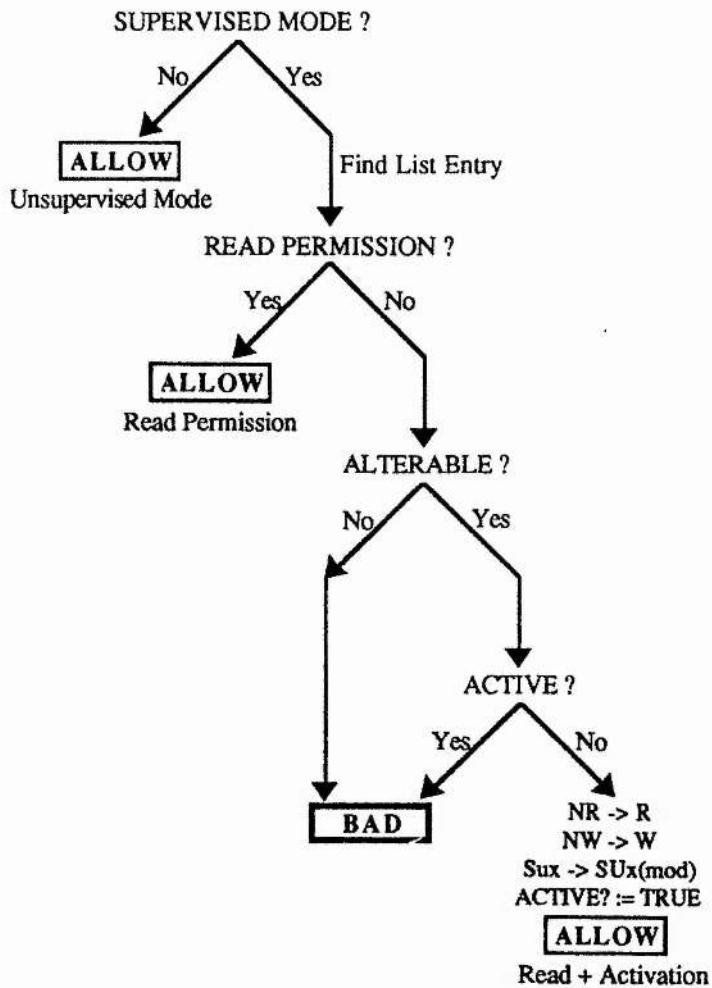 SUPERVISED MODE ?
No Yes
ALLOW
Unsupervised Mode
Find List Entry
READ PERMISSION ?
Yes No
ALLOW
Read Permission
ALTERABLE ?
No Yes
ACTIVE ?
Yes No
BAD
NR -> R
NW -> W
Sux -> SUx(mod)
ACTIVE? := TRUE
ALLOW
Read + Activation